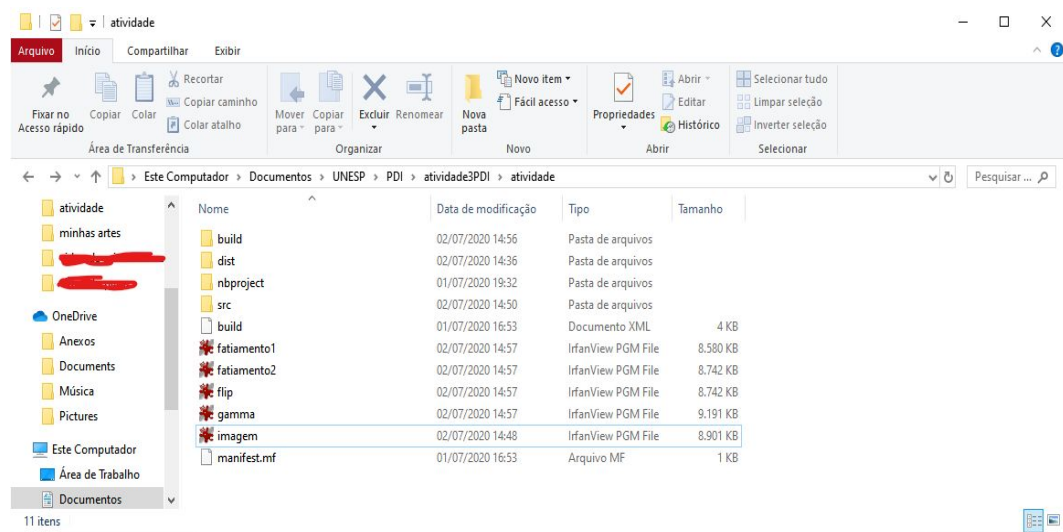 atividade
Arquivo Início Compartilhar Exibir
Fixar no Acesso rápido
Copiar
Colar
Recortar
Copiar caminho
Colar atalho
Área de Transferência
Mover para
Copiar para
Excluir
Renomear
Organizar
Nova pasta
Novo item
Fácil acesso
Novo
Propriedades
Abrir
Editar
Histórico
Abrir
Selecionar tudo
Limpar seleção
Inverter seleção
Selecionar
Este Computador > Documentos > UNESP > PDI > atividade3PDI > atividade
Pesquisar ...
atividade
minhas artes
OneDrive
Anexos
Documents
Música
Pictures
Este Computador
Área de Trabalho
Documentos
Nome Data de modificação Tipo Tamanho
build 02/07/2020 14:56 Pasta de arquivos
dist 02/07/2020 14:36 Pasta de arquivos
nbproject 01/07/2020 19:32 Pasta de arquivos
src 02/07/2020 14:50 Pasta de arquivos
build 01/07/2020 16:53 Documento XML 4 KB
fatiamento1 02/07/2020 14:57 IrfanView PGM File 8.580 KB
fatiamento2 02/07/2020 14:57 IrfanView PGM File 8.742 KB
flip 02/07/2020 14:57 IrfanView PGM File 8.742 KB
gamma 02/07/2020 14:57 IrfanView PGM File 9.191 KB
imagem 02/07/2020 14:48 IrfanView PGM File 8.901 KB
manifest.mf 01/07/2020 16:53 Arquivo MF 1 KB
11 itens